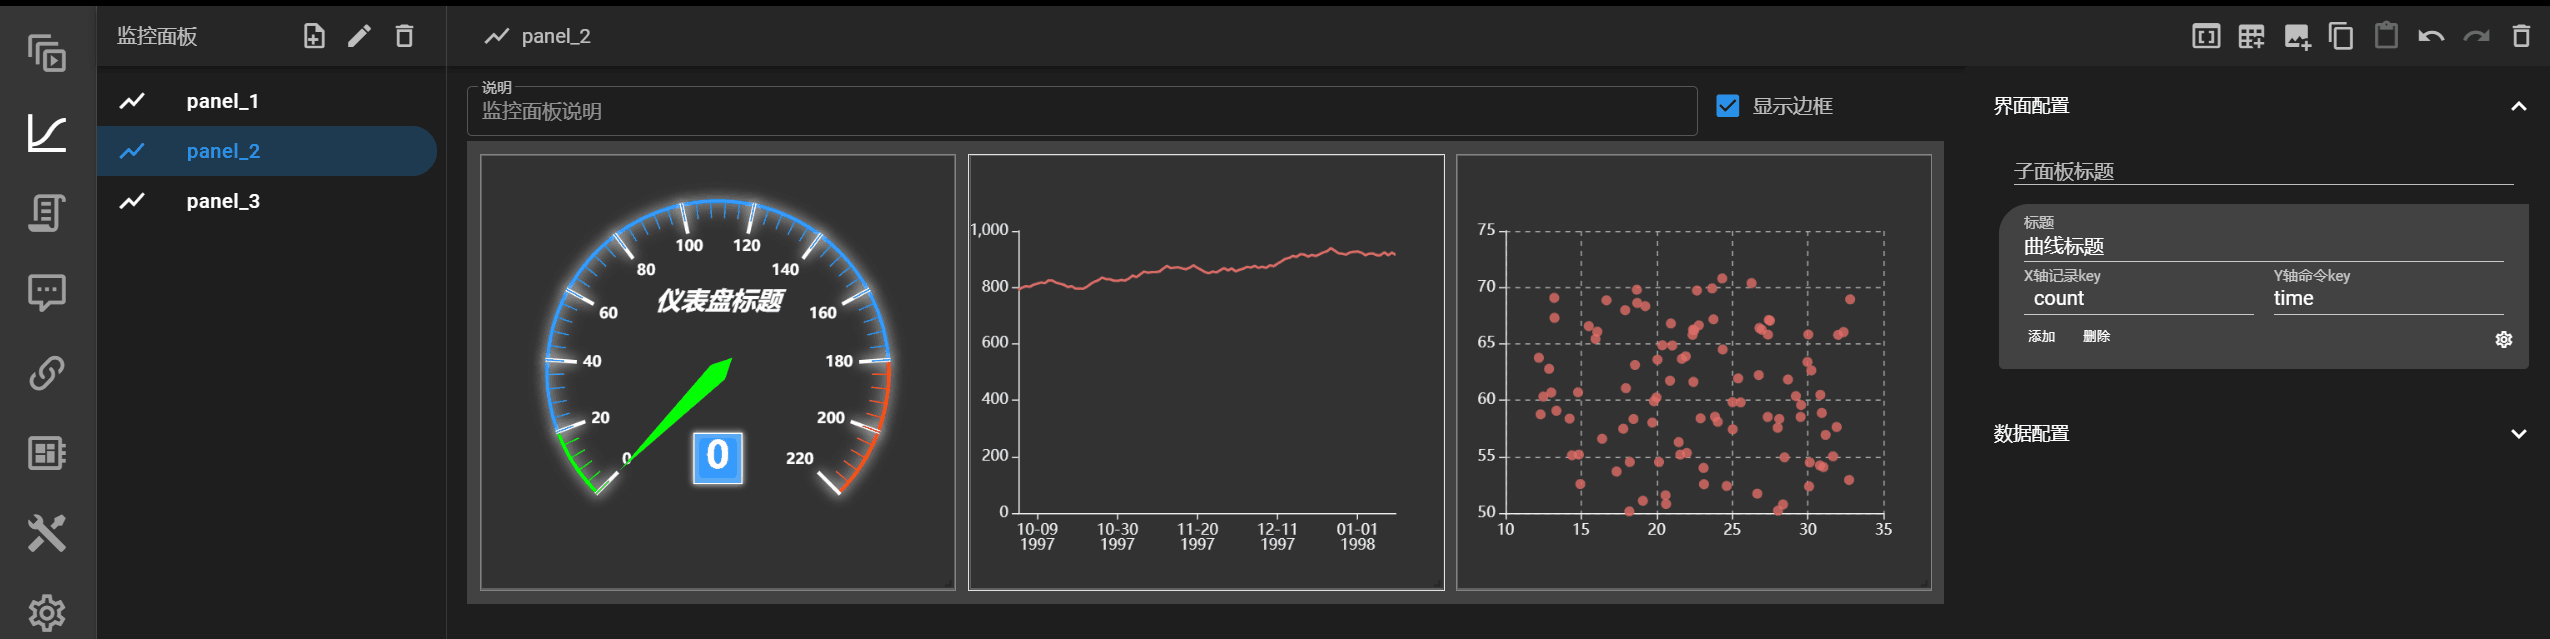 监控面板
panel_1
panel_2
panel_3
panel_2
说明
监控面板说明
显示边框
仪表盘标题
0
20
40
60
80
100
120
140
160
180
200
220
0
1,000
800
600
400
200
0
10-09
1997
10-30
1997
11-20
1997
12-11
1997
01-01
1998
75
70
65
60
55
50
10
15
20
25
30
35
界面配置
子面板标题
标题
曲线标题
X轴记录key
Y轴命令key
count
time
添加
删除
数据配置